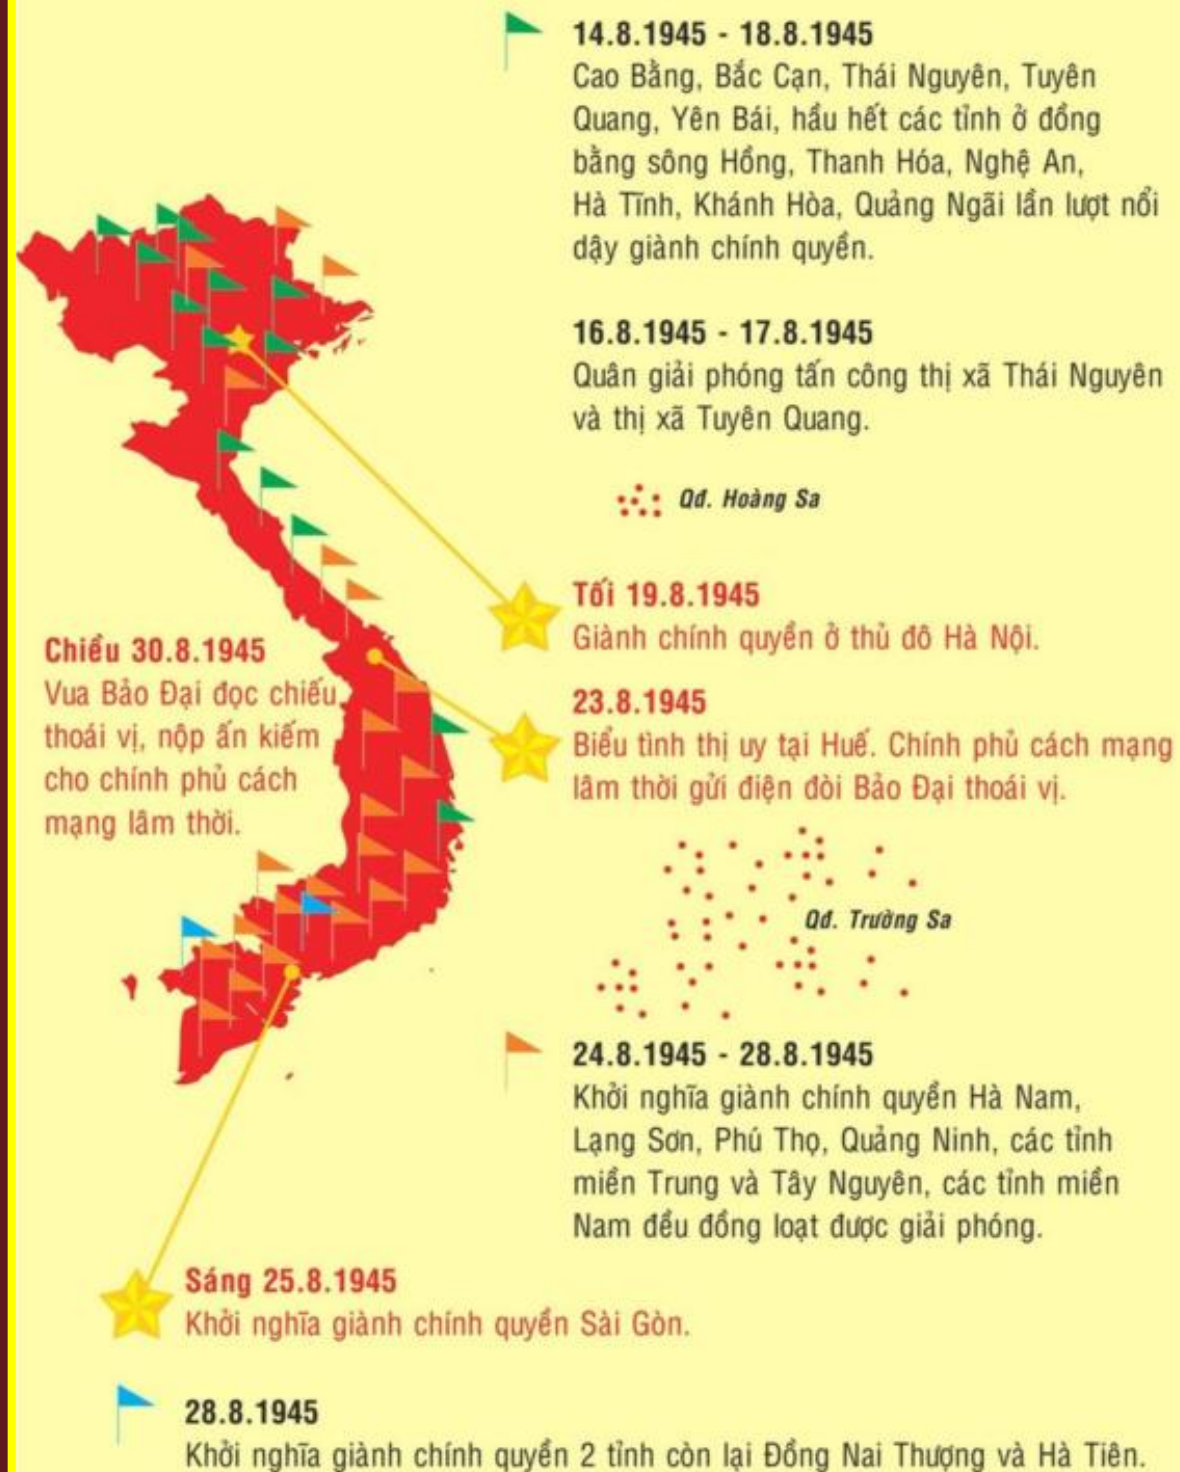 14.8.1945 - 18.8.1945
Cao Bằng, Bắc Cạn, Thái Nguyên, Tuyên
Quang, Yên Bái, hầu hết các tỉnh ở đồng
bằng sông Hồng, Thanh Hóa, Nghệ An,
Hà Tĩnh, Khánh Hòa, Quảng Ngãi lần lượt nổi
dậy giành chính quyền.
16.8.1945 - 17.8.1945
Quân giải phóng tấn công thị xã Thái Nguyên
và thị xã Tuyên Quang.
Qđ. Hoàng Sa
Tối 19.8.1945
Giành chính quyền ở thủ đô Hà Nội.
Chiều 30.8.1945
Vua Bảo Đại đọc chiếu
thoái vị, nộp ấn kiếm
cho chính phủ cách
mạng lâm thời.
23.8.1945
Biểu tình thị uy tại Huế. Chính phủ cách mạng
lâm thời gửi điện đòi Bảo Đại thoái vị.
Qđ. Trường Sa
24.8.1945 - 28.8.1945
Khởi nghĩa giành chính quyền Hà Nam,
Lạng Sơn, Phú Thọ, Quảng Ninh, các tỉnh
miền Trung và Tây Nguyên, các tỉnh miền
Nam đều đồng loạt được giải phóng.
Sáng 25.8.1945
Khởi nghĩa giành chính quyền Sài Gòn.
28.8.1945
Khởi nghĩa giành chính quyền 2 tỉnh còn lại Đồng Nai Thượng và Hà Tiên.